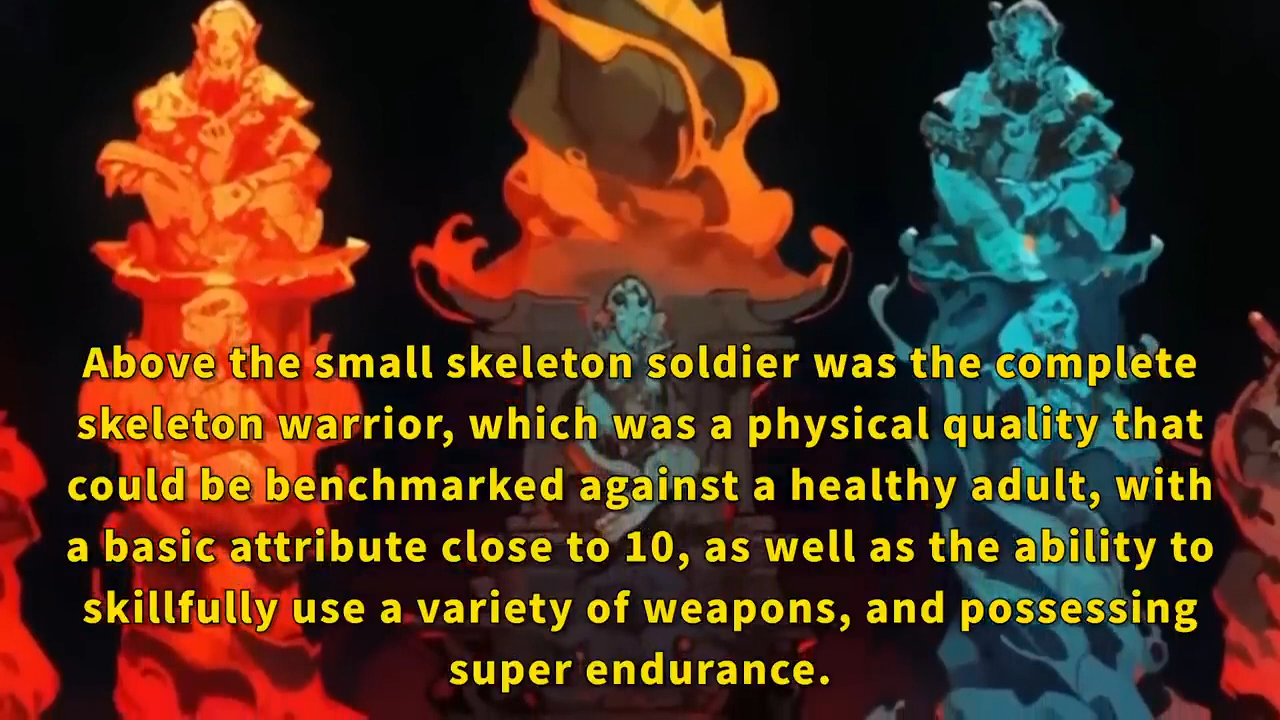 Above the small skeleton soldier was the complete
skeleton warrior, which was a physical quality that
could be benchmarked against a healthy adult, with
a basic attribute close to 10, as well as the ability to
skillfully use a variety of weapons, and possessing
super endurance.